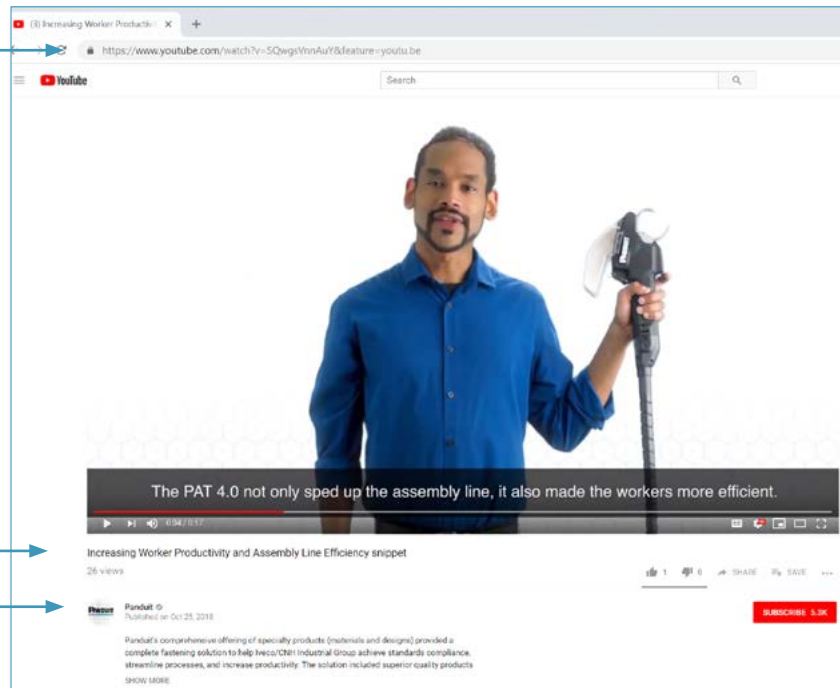 (3) Increasing Worker Productivit
https://www.youtube.com/watch?v=SQwgsVnnAuY&feature=youtu.be
YouTube
Search
PANDUIT
The PAT 4.0 not only sped up the assembly line, it also made the workers more efficient.
0:04 / 0:17
Increasing Worker Productivity and Assembly Line Efficiency snippet
26 views
1 0 SHARE SAVE
PANDUIT
Panduit
Published on Oct 25, 2018
SUBSCRIBE 5.3K
Panduit's comprehensive offering of specialty products (materials and designs) provided a
complete fastening solution to help Iveco/CNH Industrial Group achieve standards compliance,
streamline processes, and increase productivity. The solution included superior quality products
SHOW MORE